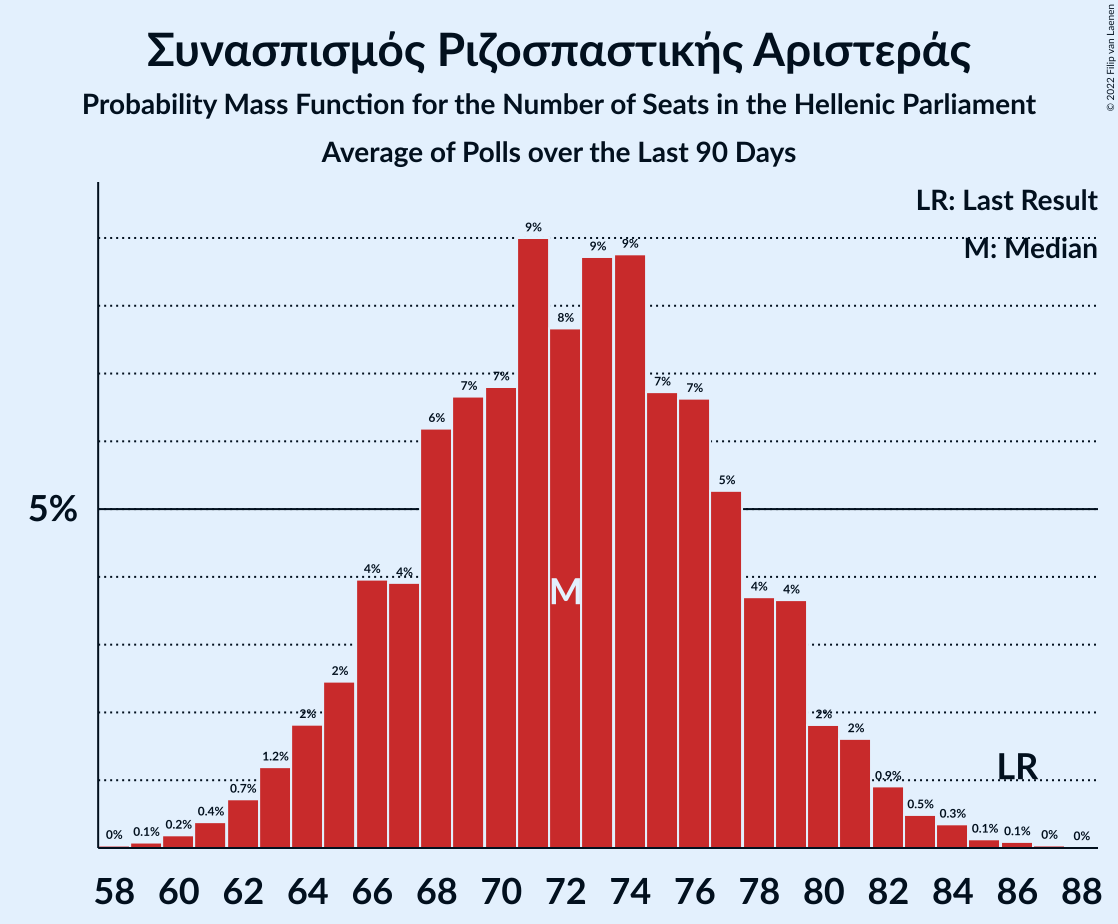 Συνασπισμός Ριζοσπαστικής Αριστεράς
Probability Mass Function for the Number of Seats in the Hellenic Parliament
Average of Polls over the Last 90 Days
© 2022 Filip van Laenen
LR: Last Result
M: Median
5%
0% 0.1% 0.2% 0.4% 0.7% 1.2% 2% 2% 4% 4% 6% 7% 7% 9% 8% 9% 9% 7% 7% 5% 4% 4% 2% 2% 0.9% 0.5% 0.3% 0.1% 0.1% 0% 0%
M
LR
58 60 62 64 66 68 70 72 74 76 78 80 82 84 86 88